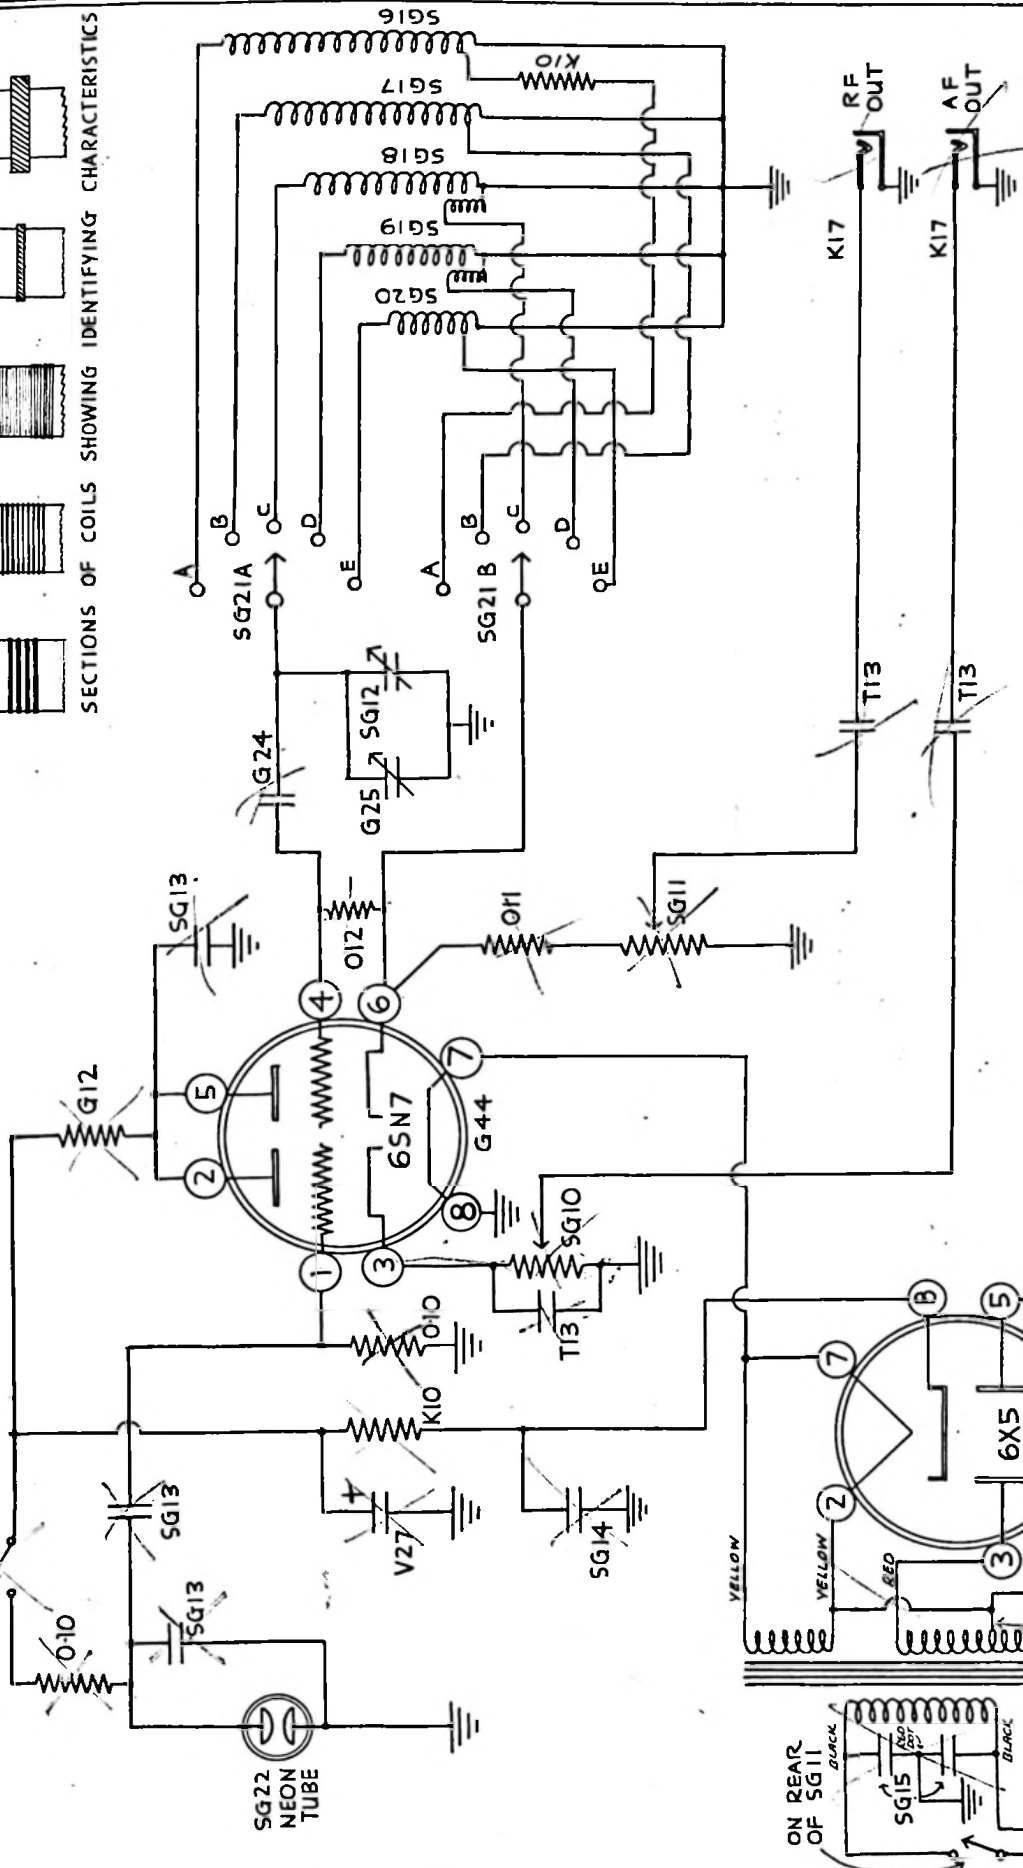 SECTIONS OF COILS SHOWING IDENTIFYING CHARACTERISTICS
SG16
K10
SG17
SG18
SG19
SG20
RF OUT
AF OUT
K17
K17
A
B
C
D
E
SG21A
A
B
C
D
E
SG21B
G24
SG12
G25
T13
T13
SG13
O12
O11
SG11
G12
5
4
6
2
7
6SN7
G44
8
1
3
SG10
T13
O-10
K10
SG13
+
V27
SG14
8
5
7
6X5
2
3
O-10
SG13
YELLOW
YELLOW
RED
SG22
NEON
TUBE
ON REAR
OF SG11
BLACK
SG15
RED
DOT
BLACK